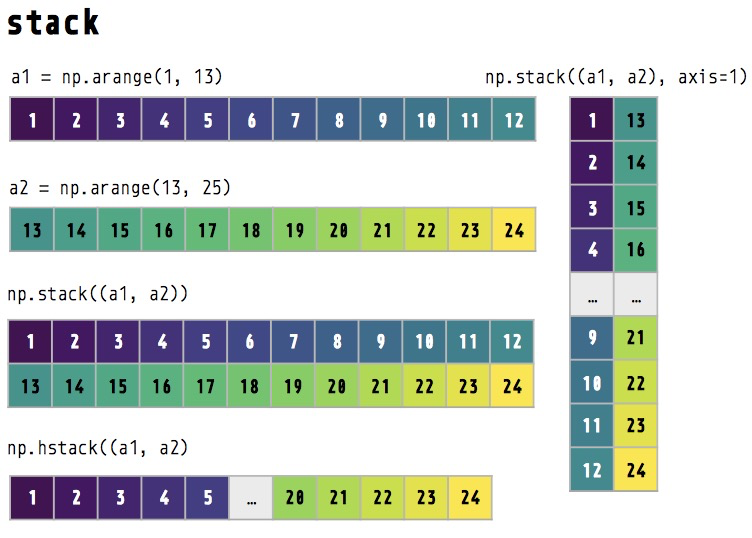 stack
a1 = np.arange(1, 13)
1 2 3 4 5 6 7 8 9 10 11 12
a2 = np.arange(13, 25)
13 14 15 16 17 18 19 20 21 22 23 24
np.stack((a1, a2))
1 2 3 4 5 6 7 8 9 10 11 12
13 14 15 16 17 18 19 20 21 22 23 24
np.hstack((a1, a2)
1 2 3 4 5 … 20 21 22 23 24
np.stack((a1, a2), axis=1)
1 13
2 14
3 15
4 16
… …
9 21
10 22
11 23
12 24